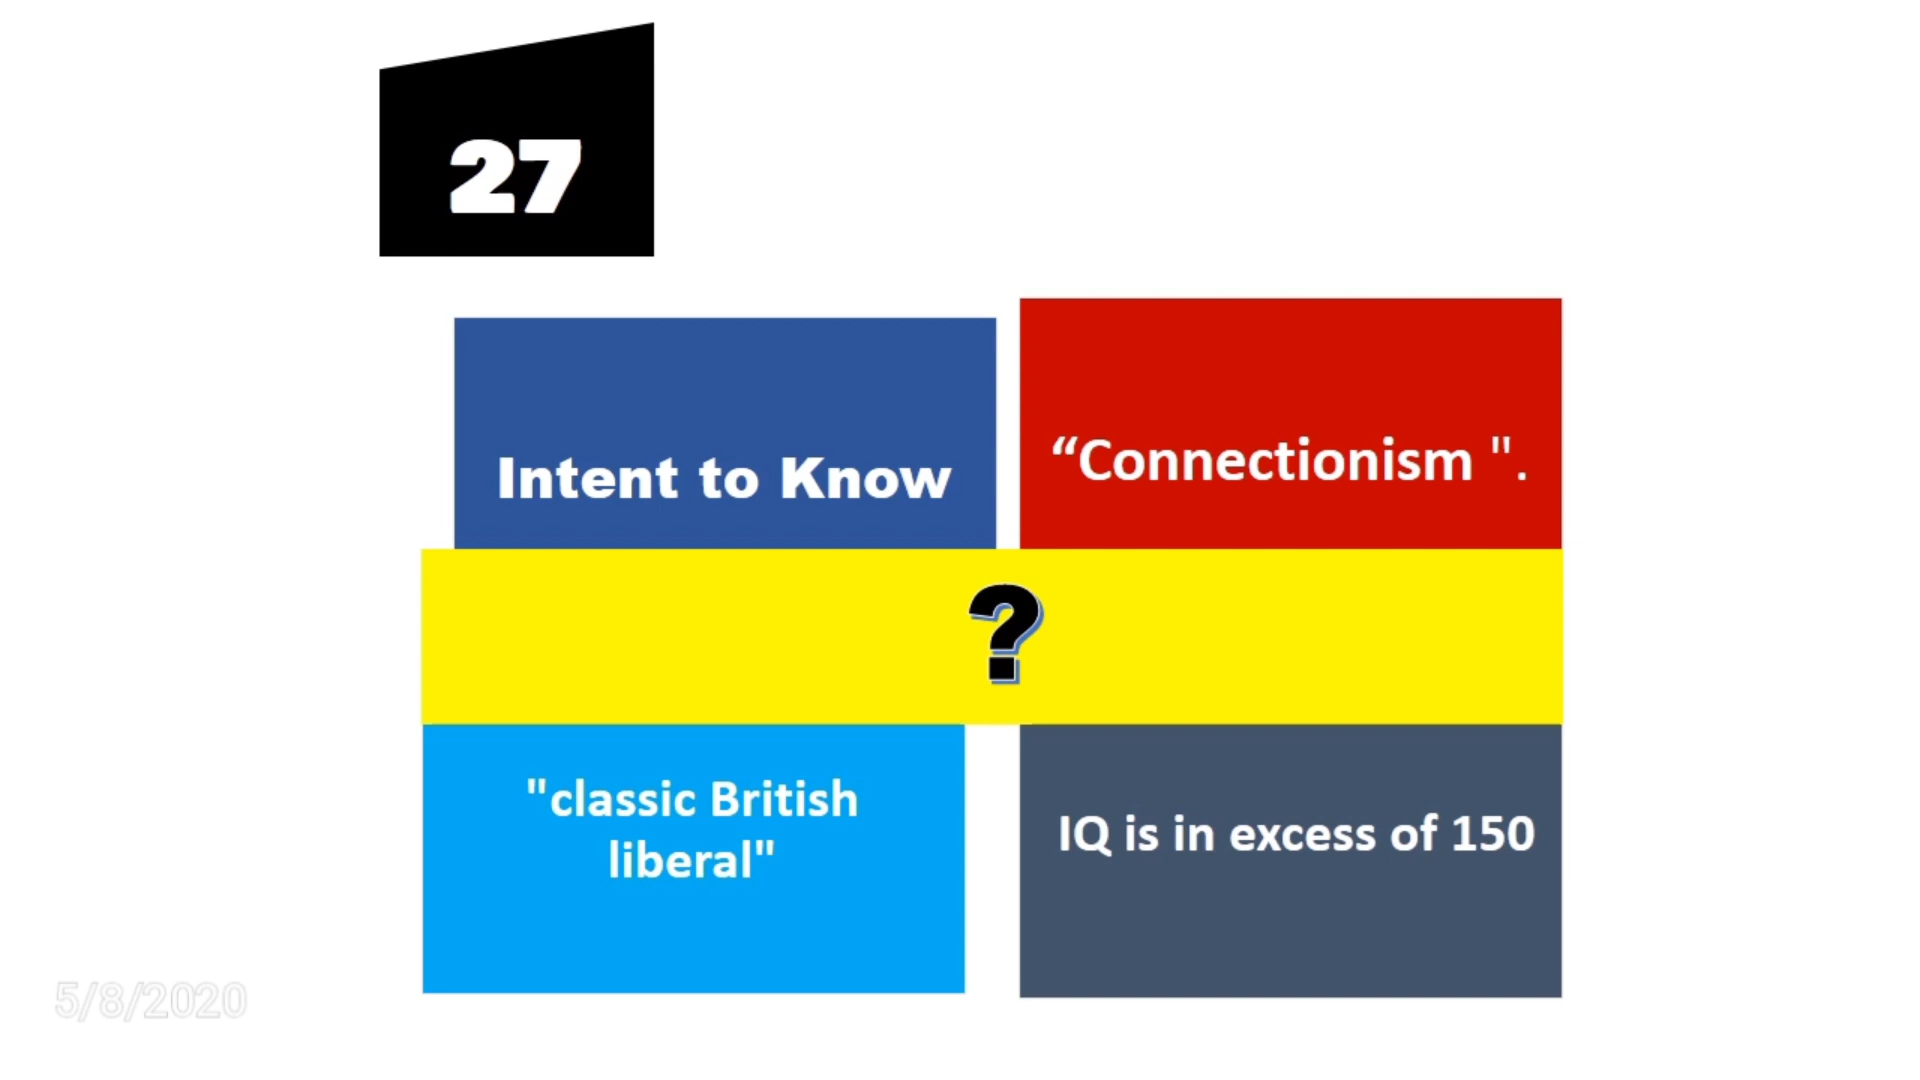 27
Intent to Know
“Connectionism ".
?
"classic British
liberal"
IQ is in excess of 150
5/8/2020